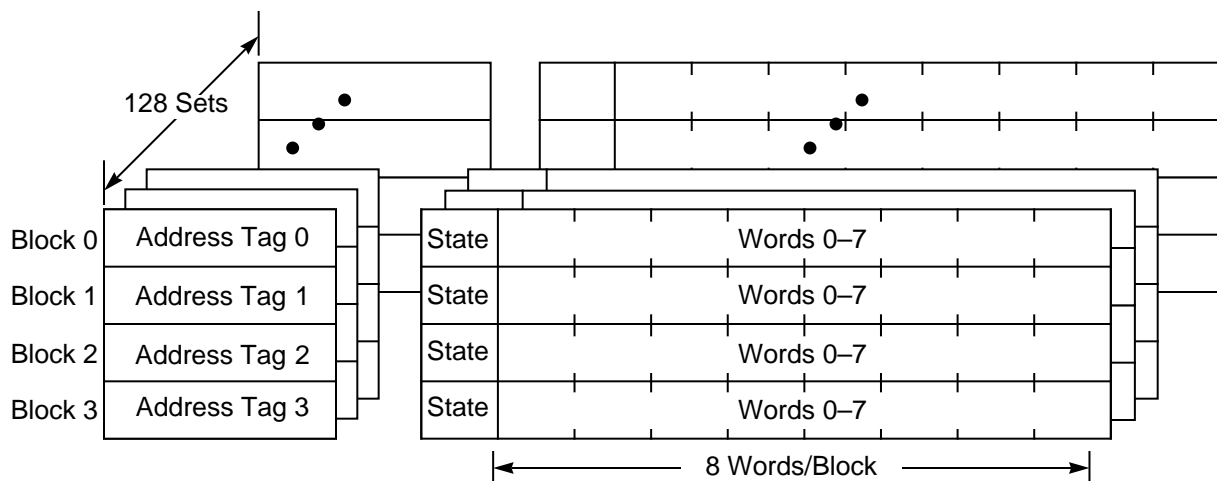 128 Sets
Block 0 Address Tag 0 State Words 0–7
Block 1 Address Tag 1 State Words 0–7
Block 2 Address Tag 2 State Words 0–7
Block 3 Address Tag 3 State Words 0–7
8 Words/Block